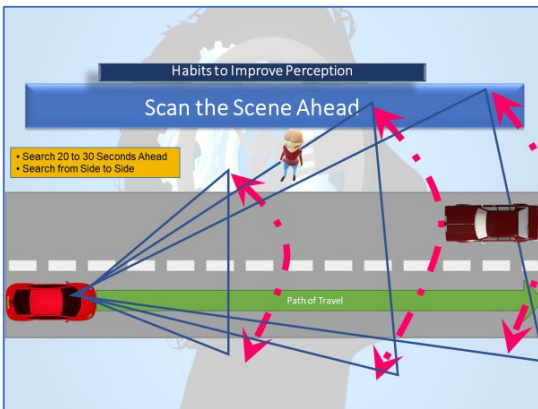 Habits to Improve Perception
Scan the Scene Ahead
• Search 20 to 30 Seconds Ahead
• Search from Side to Side
Path of Travel